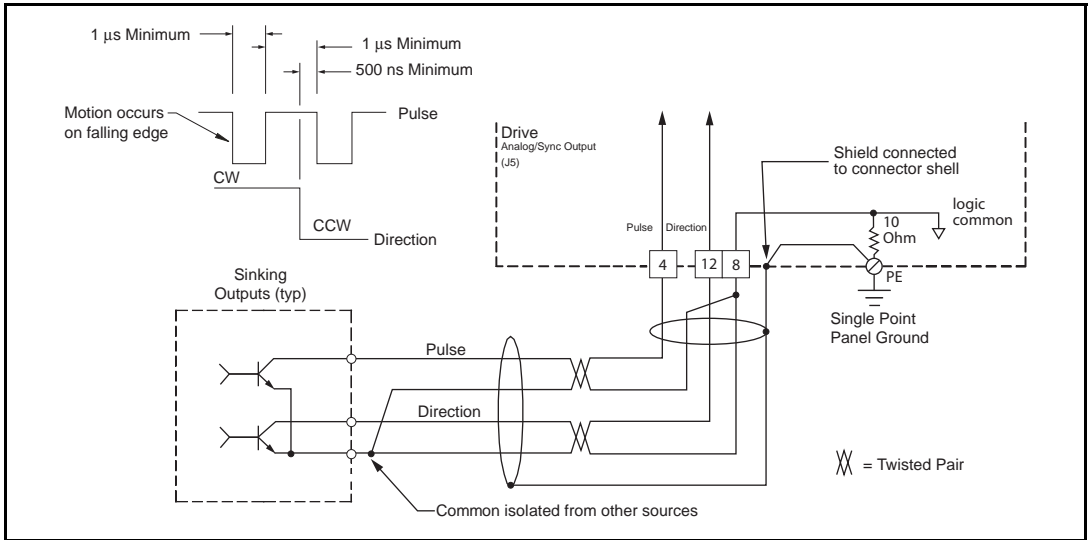 1 μs Minimum
1 μs Minimum
500 ns Minimum
Motion occurs
on falling edge
Pulse
CW
CCW
Direction
Drive
Analog/Sync Output
(J5)
Shield connected
to connector shell
logic
common
10
Ohm
Pulse
Direction
4
12
8
PE
Single Point
Panel Ground
Sinking
Outputs (typ)
Pulse
Direction
= Twisted Pair
Common isolated from other sources